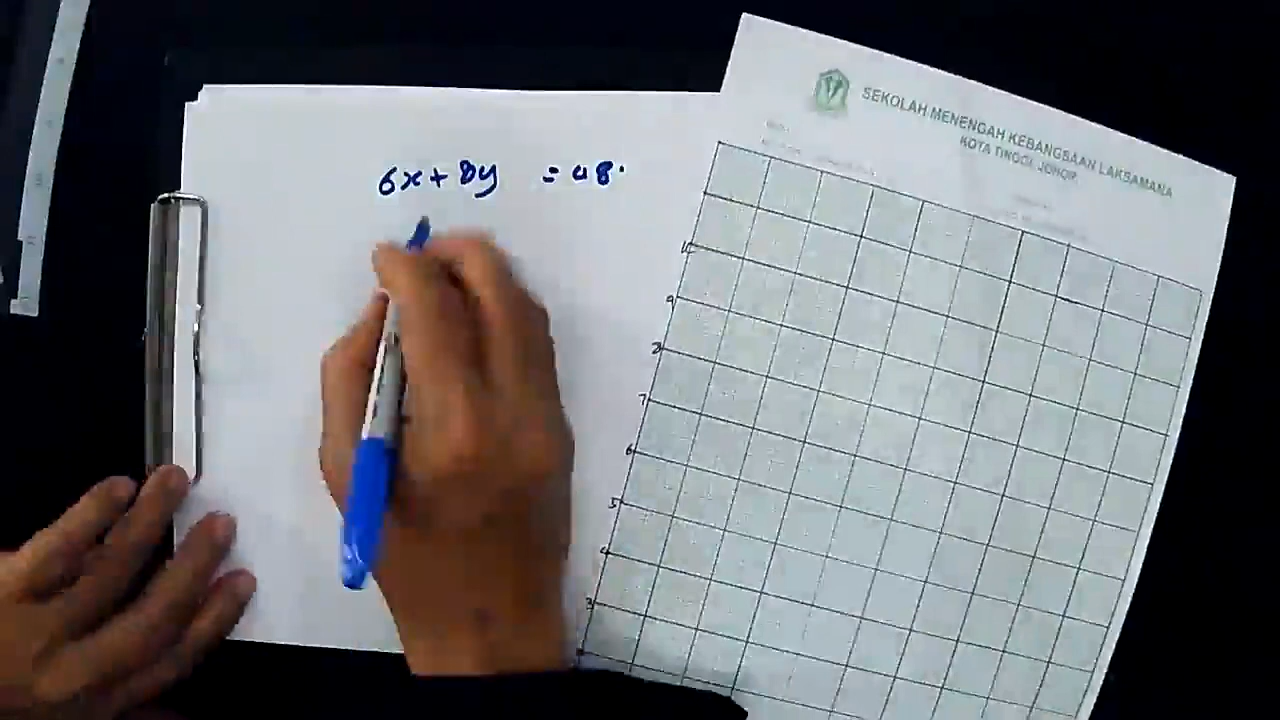 6x + 8y = 48.
SEKOLAH MENENGAH KEBANGSAAN LAKSAMANA
KOTA TINGGI, JOHOR
10
9
8
7
6
5
4
3